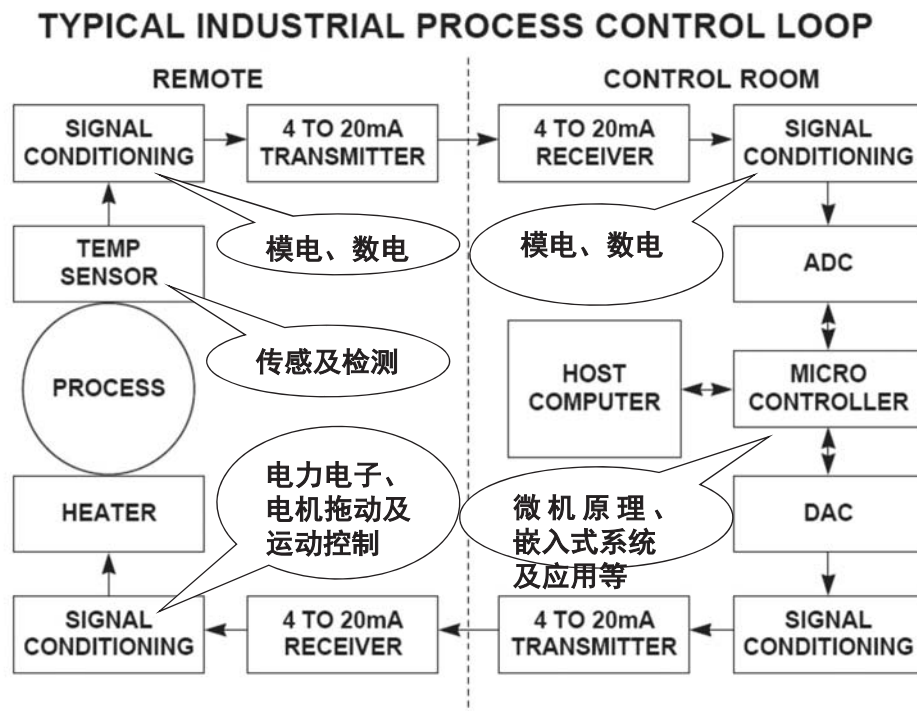 TYPICAL INDUSTRIAL PROCESS CONTROL LOOP
REMOTE
CONTROL ROOM
SIGNAL
CONDITIONING
4 TO 20mA
TRANSMITTER
4 TO 20mA
RECEIVER
SIGNAL
CONDITIONING
模电、数电
模电、数电
TEMP
SENSOR
ADC
传感及检测
PROCESS
HOST
COMPUTER
MICRO
CONTROLLER
电力电子、
电机拖动及
运动控制
HEATER
微机原理、
嵌入式系统
及应用等
DAC
SIGNAL
CONDITIONING
4 TO 20mA
RECEIVER
4 TO 20mA
TRANSMITTER
SIGNAL
CONDITIONING